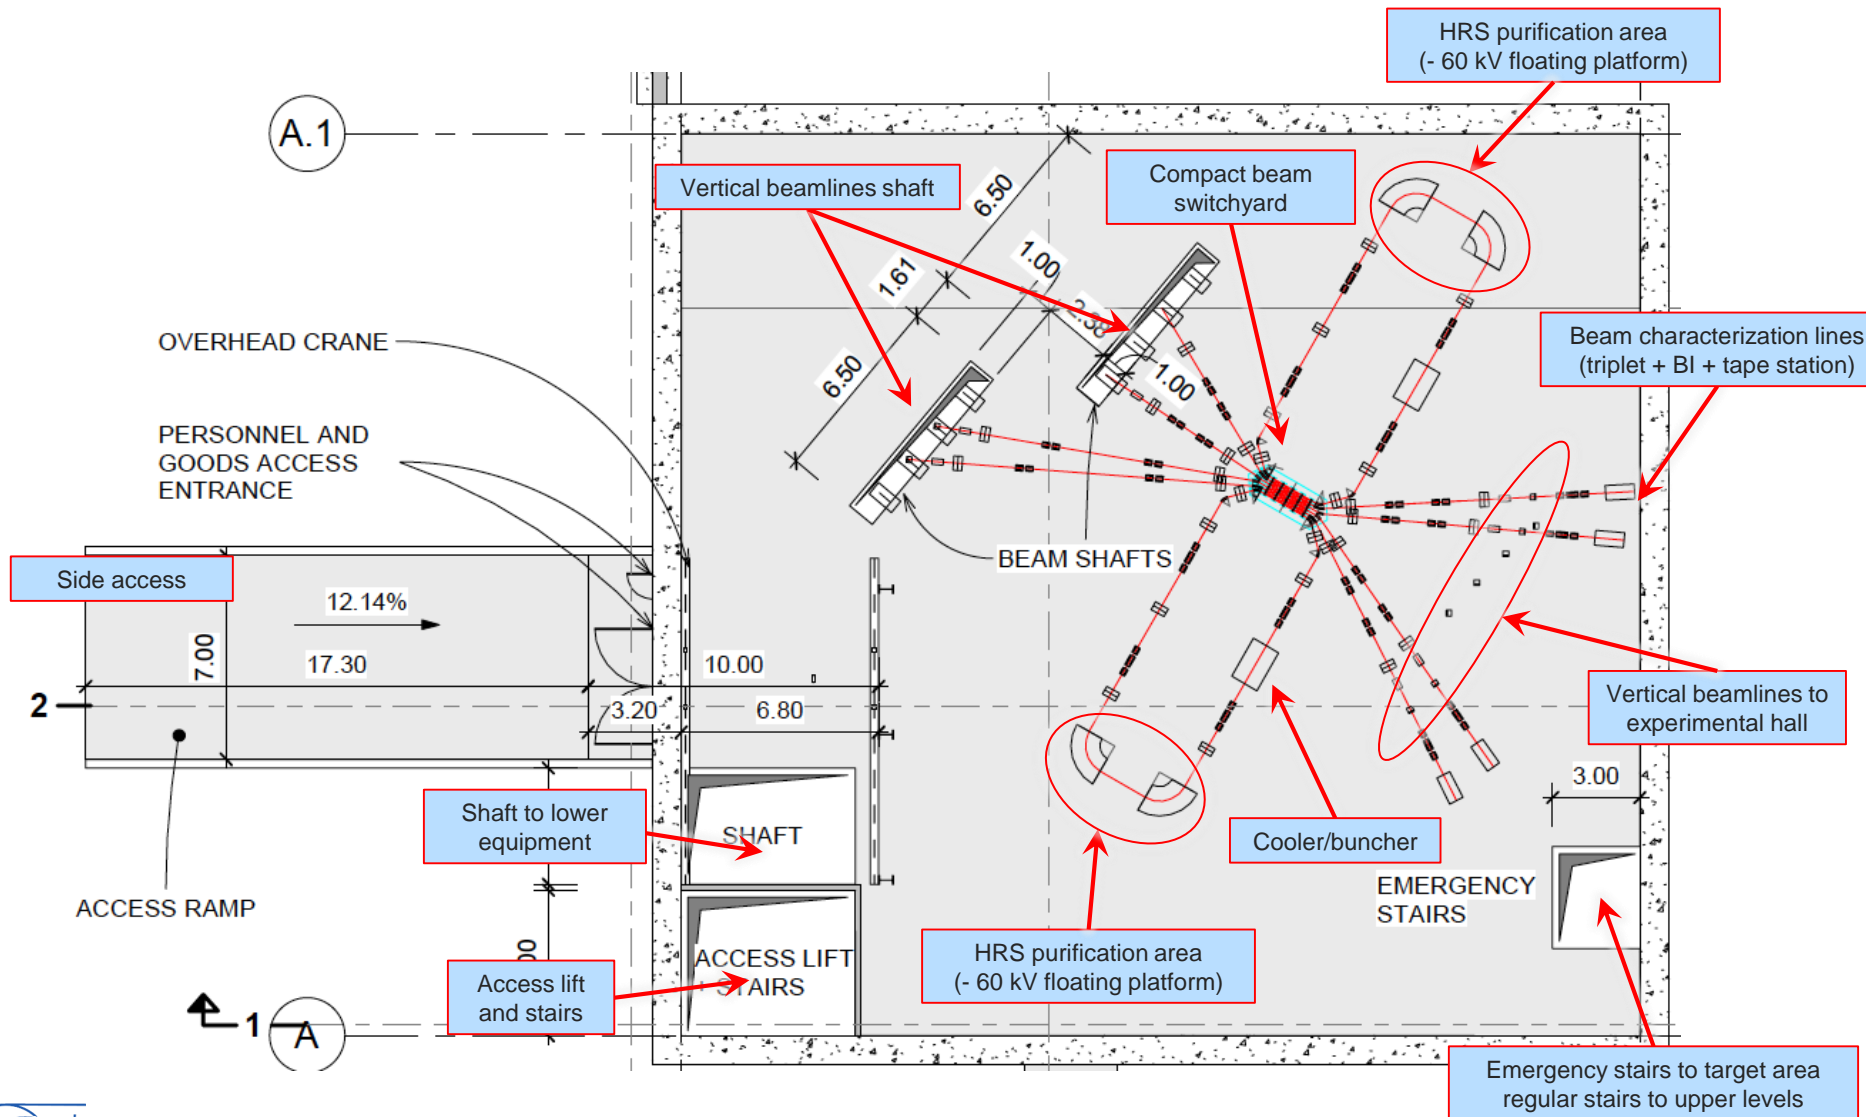 HRS purification area
(- 60 kV floating platform)
A.1
Vertical beamlines shaft
Compact beam
switchyard
6.50
1.61
1.00
2.38
6.50
1.00
OVERHEAD CRANE
Beam characterization lines
(triplet + BI + tape station)
PERSONNEL AND
GOODS ACCESS
ENTRANCE
BEAM SHAFTS
Side access
12.14%
7.00
17.30
10.00
2
3.20
6.80
Vertical beamlines to
experimental hall
3.00
Shaft to lower
equipment
SHAFT
Cooler/buncher
EMERGENCY
STAIRS
ACCESS RAMP
HRS purification area
(- 60 kV floating platform)
00
ACCESS LIFT
STAIRS
Access lift
and stairs
1
A
Emergency stairs to target area
regular stairs to upper levels